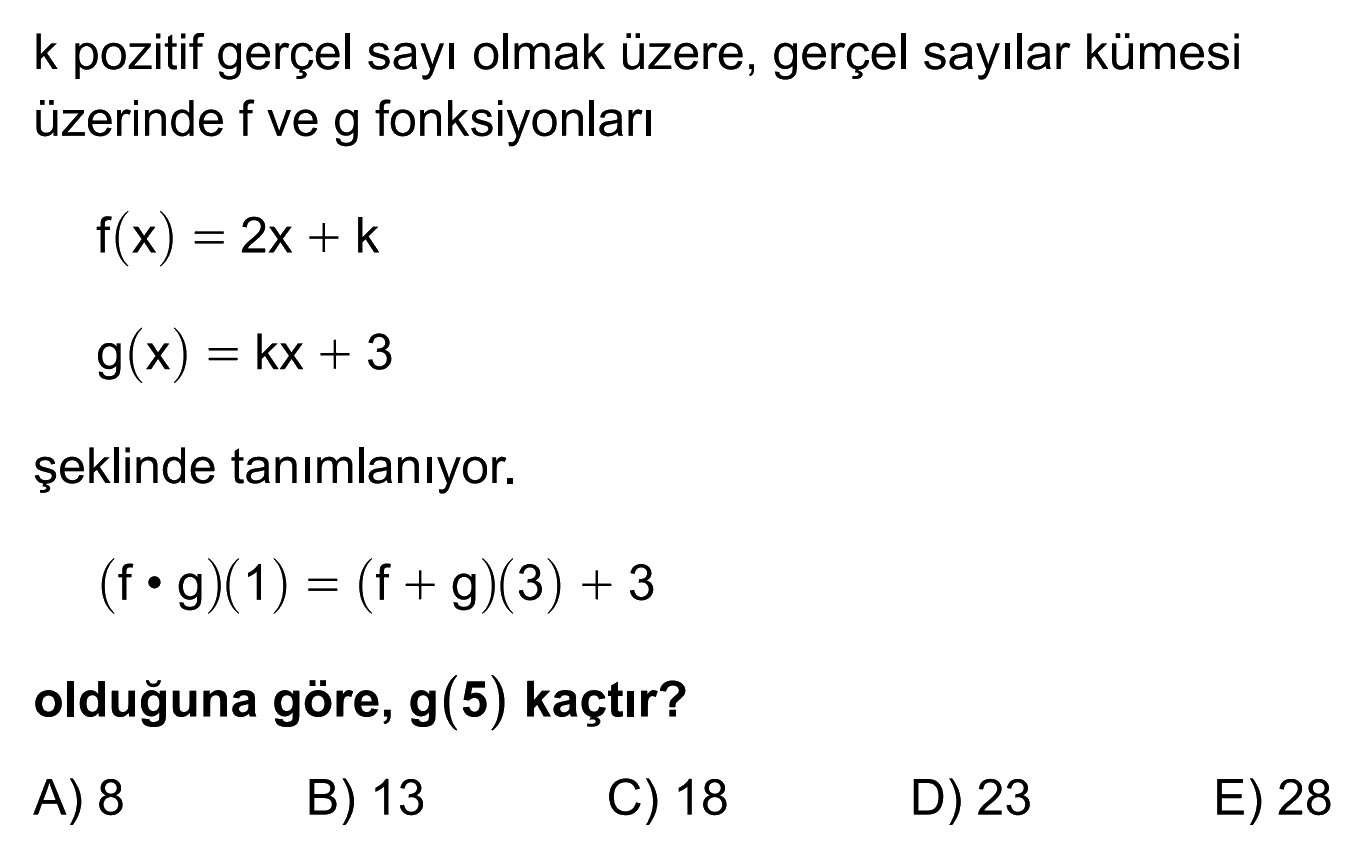 k pozitif gerçel sayı olmak üzere, gerçel sayılar kümesi
üzerinde f ve g fonksiyonları
f(x) = 2x + k
g(x) = kx + 3
şeklinde tanımlanıyor.
(f • g)(1) = (f + g)(3) + 3
olduğuna göre, g(5) kaçtır?
A) 8 B) 13 C) 18 D) 23 E) 28